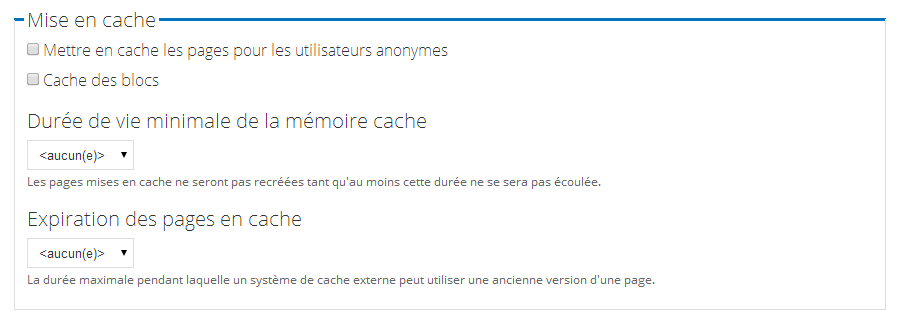 Mise en cache
Mettre en cache les pages pour les utilisateurs anonymes
Cache des blocs
Durée de vie minimale de la mémoire cache
<aucun(e)>
Les pages mises en cache ne seront pas recréées tant qu'au moins cette durée ne se sera pas écoulée.
Expiration des pages en cache
<aucun(e)>
La durée maximale pendant laquelle un système de cache externe peut utiliser une ancienne version d'une page.